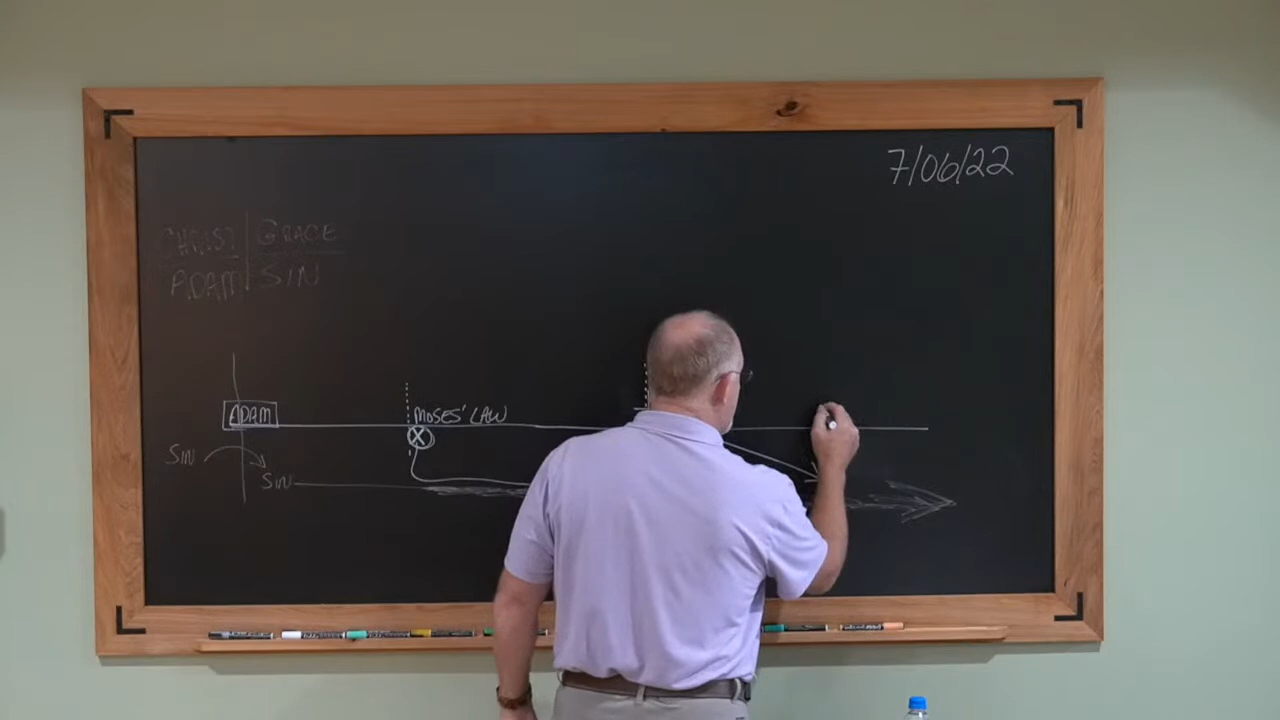 7/06/22
CHRIST GRACE
ADAM SIN
ADAM
MOSES' LAW
SIN
SIN